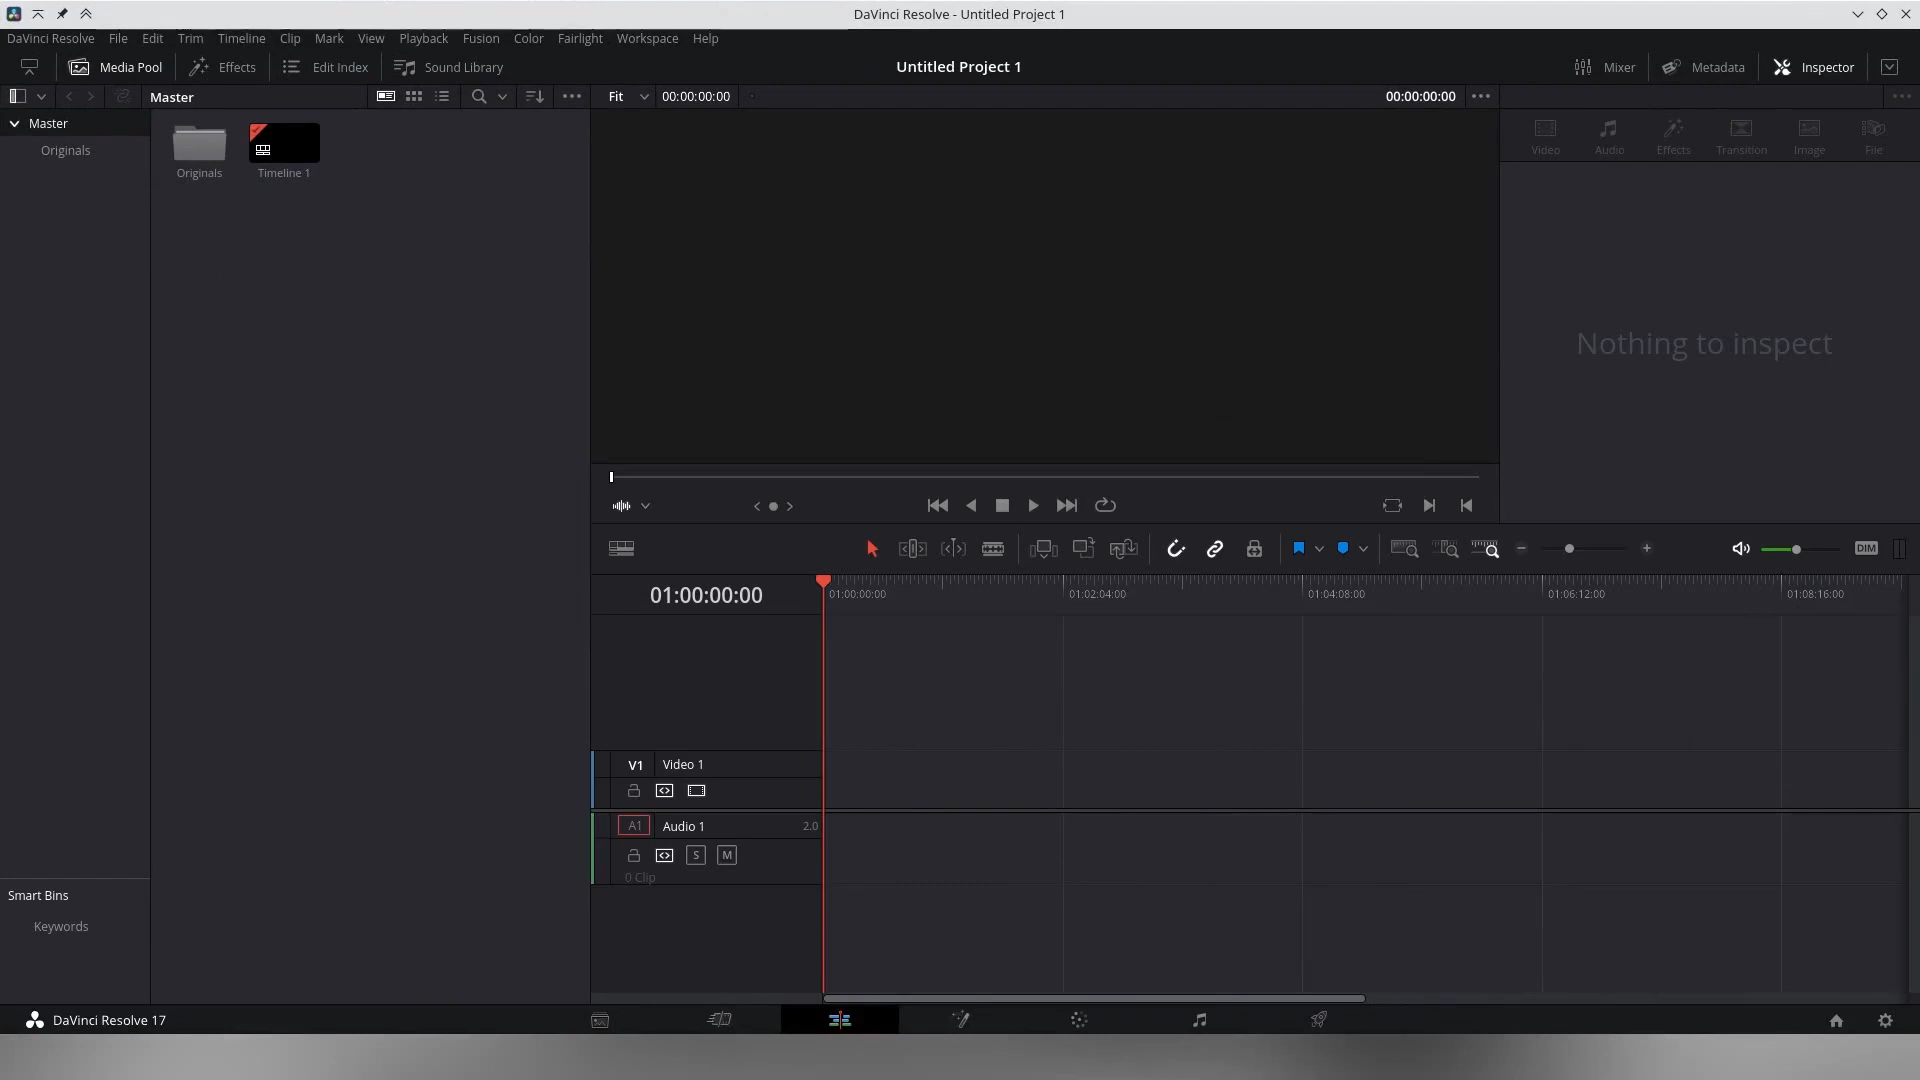 DaVinci Resolve - Untitled Project 1
DaVinci Resolve File Edit Trim Timeline Clip Mark View Playback Fusion Color Fairlight Workspace Help
Media Pool Effects Edit Index Sound Library Untitled Project 1 Mixer Metadata Inspector
Master Fit 00:00:00:00 00:00:00:00
Master
Originals
Originals Timeline 1
Video Audio Effects Transition Image File
Nothing to inspect
DIM
01:00:00:00 01:00:00:00 01:02:04:00 01:04:08:00 01:06:12:00 01:08:16:00
V1 Video 1
A1 Audio 1 2.0
S M
0 Clip
Smart Bins
Keywords
DaVinci Resolve 17